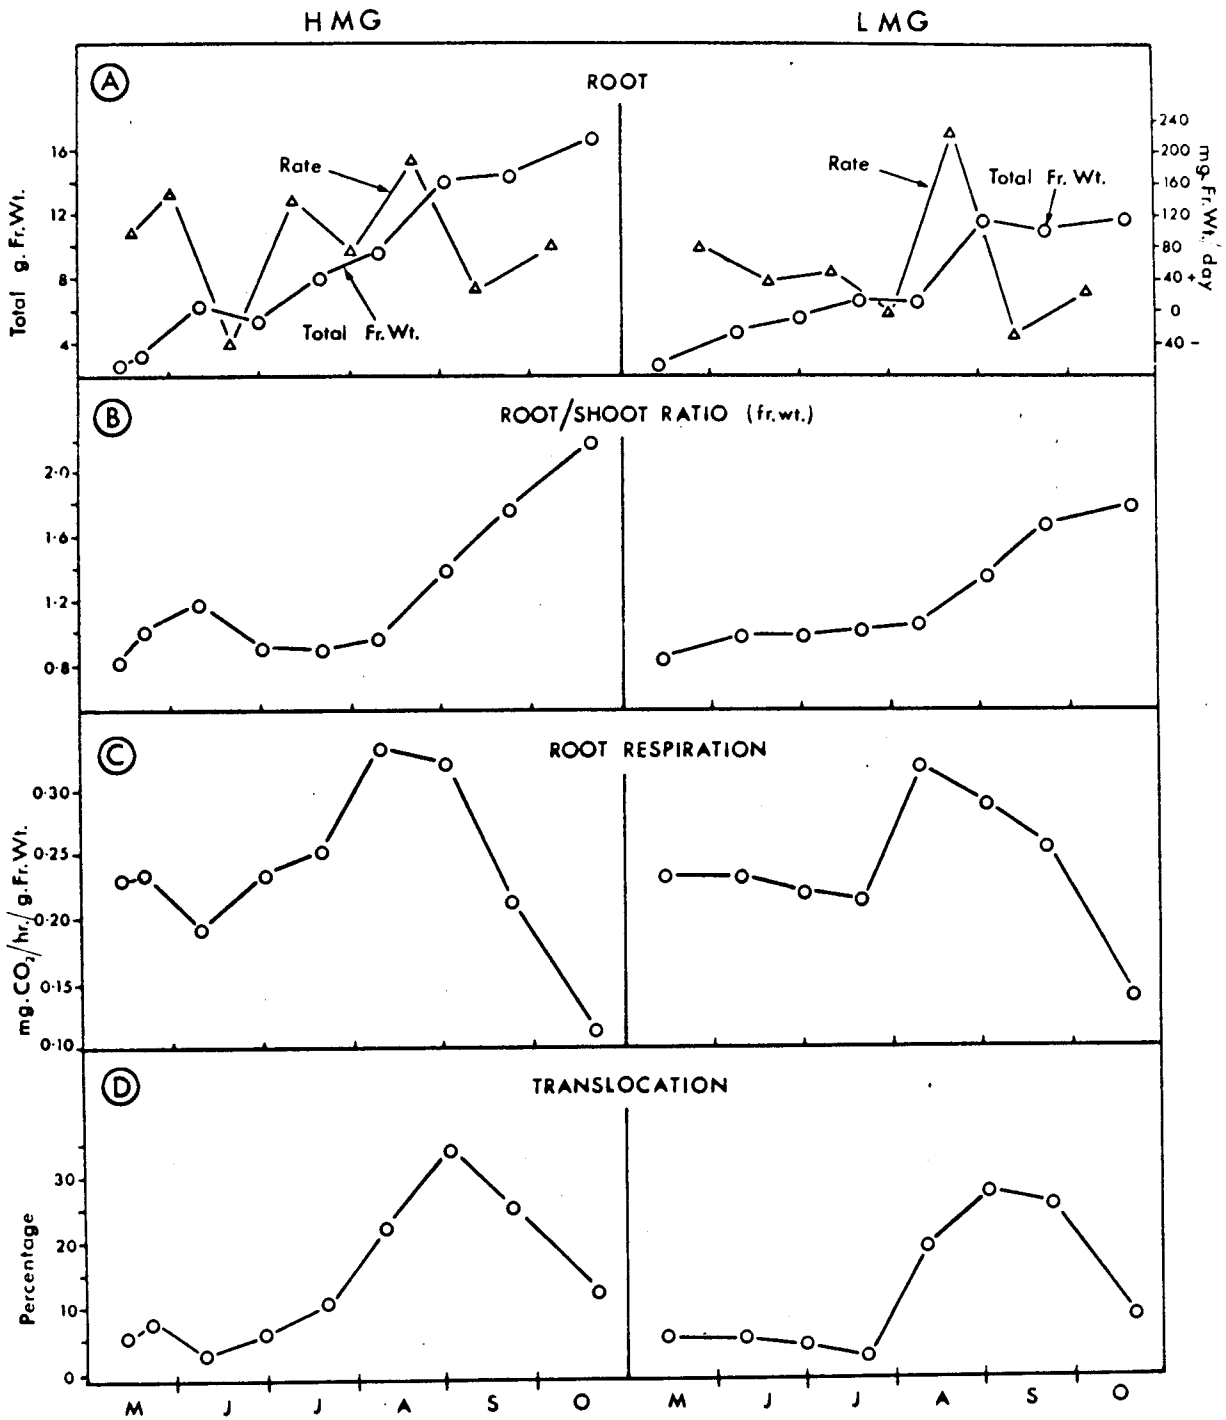 HMG LMG
A
ROOT
Total g. Fr.Wt.
16
12
8
4
Rate
Total Fr.Wt.
Rate
Total Fr.Wt.
240
200
160
120
80
40 +
0
40 -
mg. Fr.Wt./day
B
ROOT/SHOOT RATIO (fr.wt.)
2·0
1·6
1·2
0·8
C
ROOT RESPIRATION
mg.CO₂/hr./g.Fr.Wt.
0·30
0·25
0·20
0·15
0·10
D
TRANSLOCATION
Percentage
30
20
10
0
M J J A S O M J J A S O